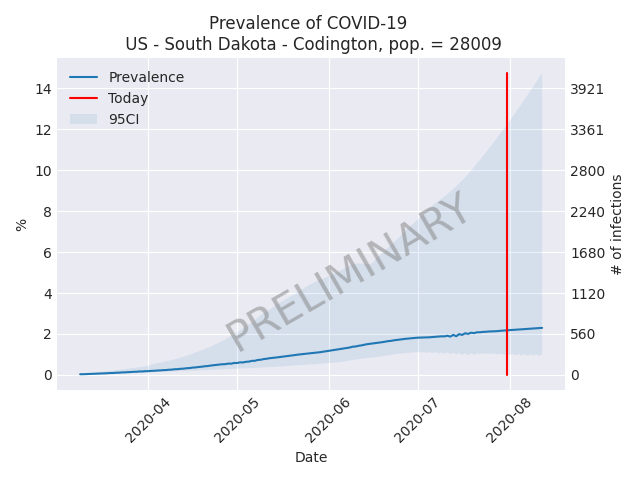 Prevalence of COVID-19
US - South Dakota - Codington, pop. = 28009
Prevalence
Today
95CI
14
12
10
8
6
4
2
0
%
3921
3361
2800
2240
1680
1120
560
0
# of infections
PRELIMINARY
2020-04
2020-05
2020-06
2020-07
2020-08
Date